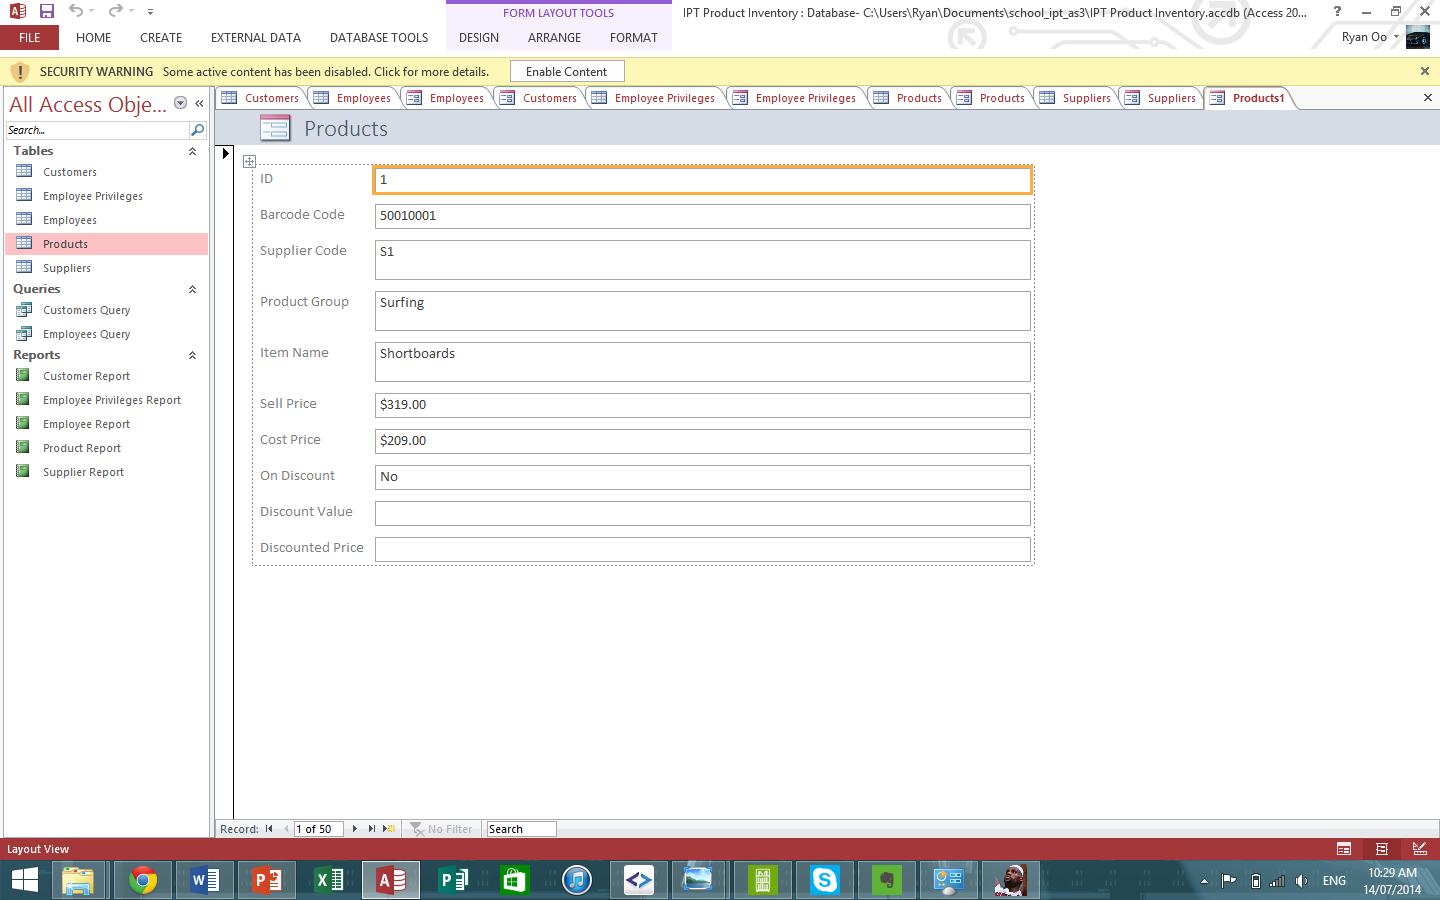 FORM LAYOUT TOOLS
IPT Product Inventory : Database- C:\Users\Ryan\Documents\school_ipt_as3\IPT Product Inventory.accdb (Access 20...
FILE HOME CREATE EXTERNAL DATA DATABASE TOOLS DESIGN ARRANGE FORMAT
Ryan Oo
SECURITY WARNING Some active content has been disabled. Click for more details. Enable Content
All Access Obje...
Search...
Tables
Customers
Employee Privileges
Employees
Products
Suppliers
Queries
Customers Query
Employees Query
Reports
Customer Report
Employee Privileges Report
Employee Report
Product Report
Supplier Report
Customers Employees Employees Customers Employee Privileges Employee Privileges Products Products Suppliers Suppliers Products1
Products
ID 1
Barcode Code 50010001
Supplier Code S1
Product Group Surfing
Item Name Shortboards
Sell Price $319.00
Cost Price $209.00
On Discount No
Discount Value
Discounted Price
Record: 1 of 50 No Filter Search
Layout View
ENG
10:29 AM
14/07/2014